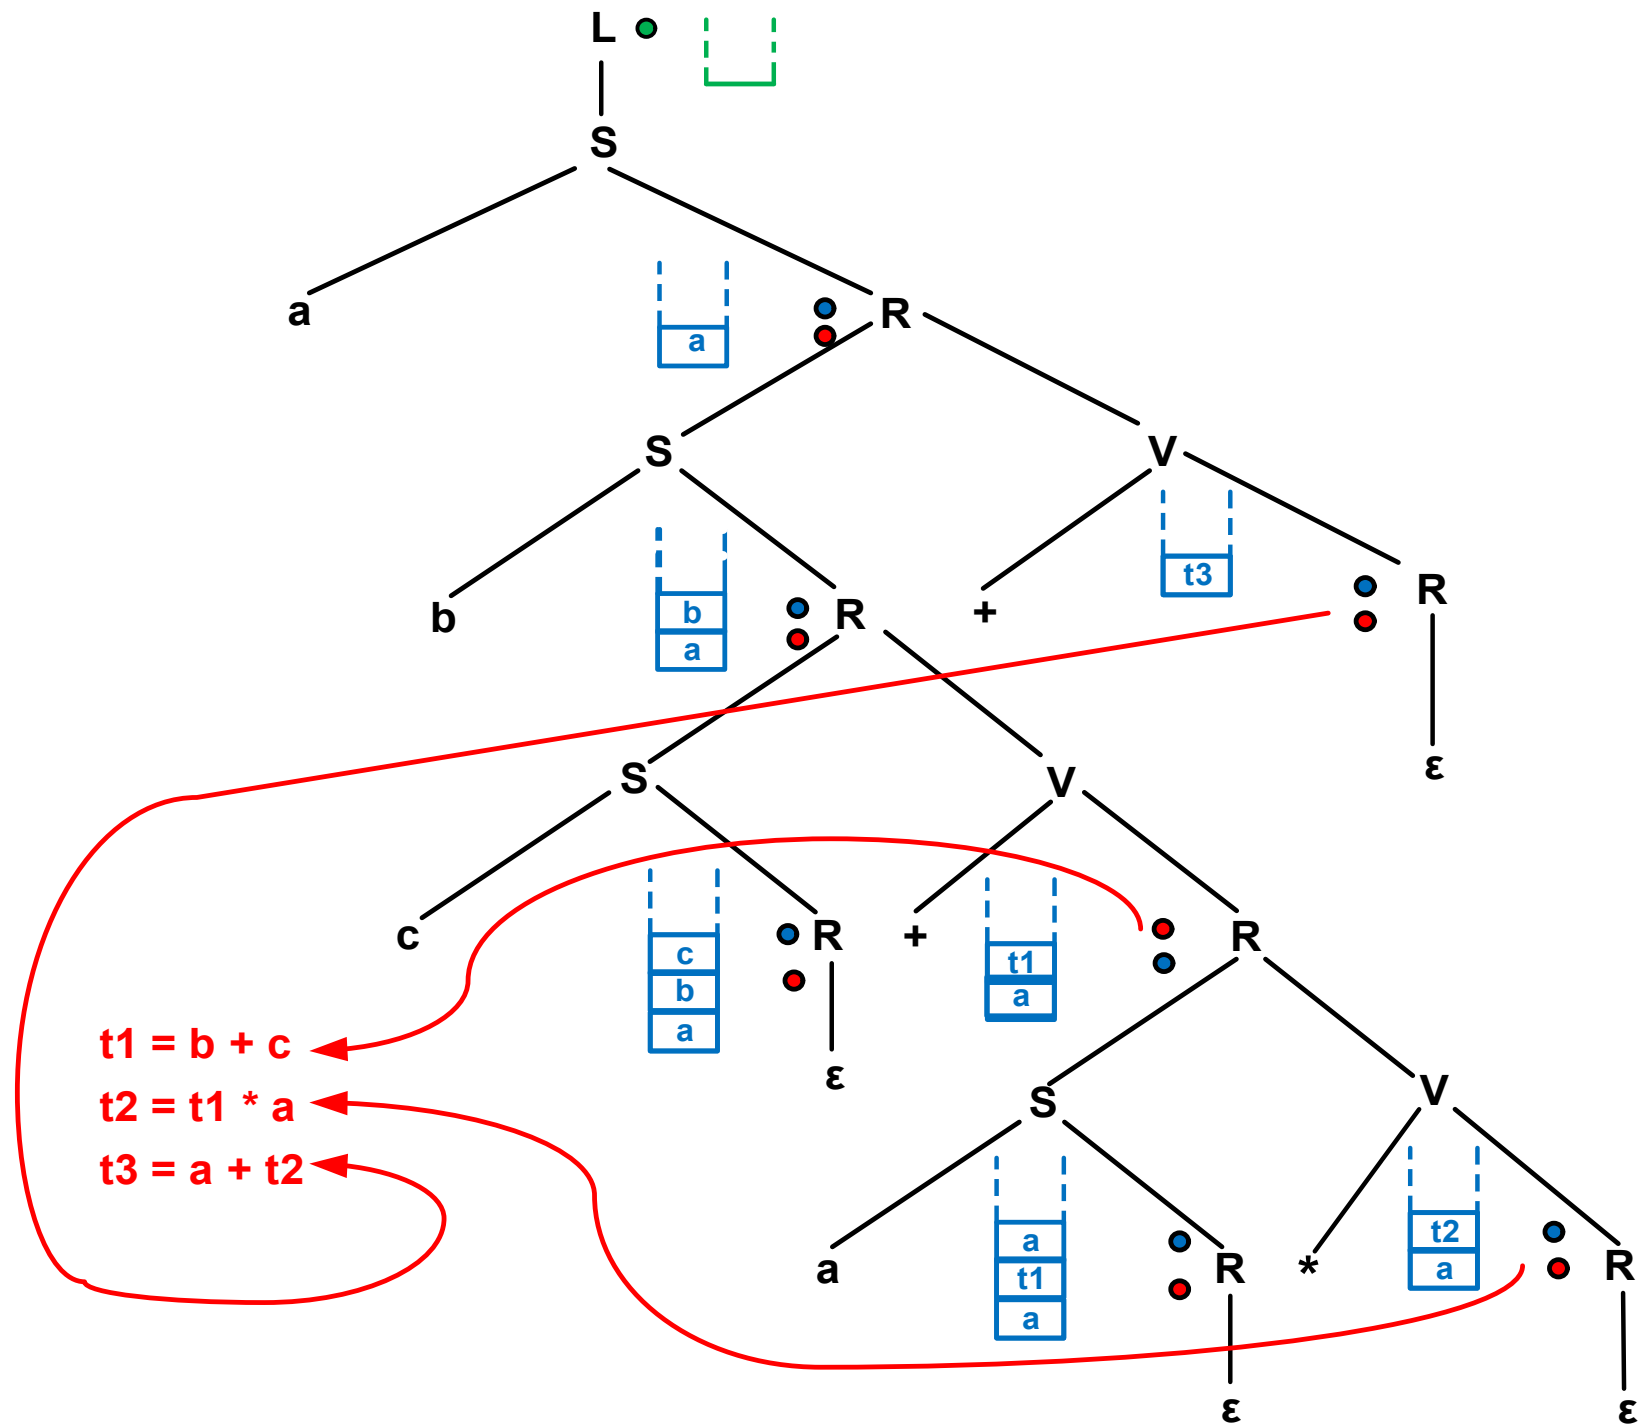 L
S
a
R
a
S
V
t3
R
b
b
a
R
+
ε
S
V
c
c
b
a
R
+
t1
a
R
t1 = b + c
ε
t2 = t1 * a
S
V
t3 = a + t2
a
a
t1
a
R
*
t2
a
R
ε
ε